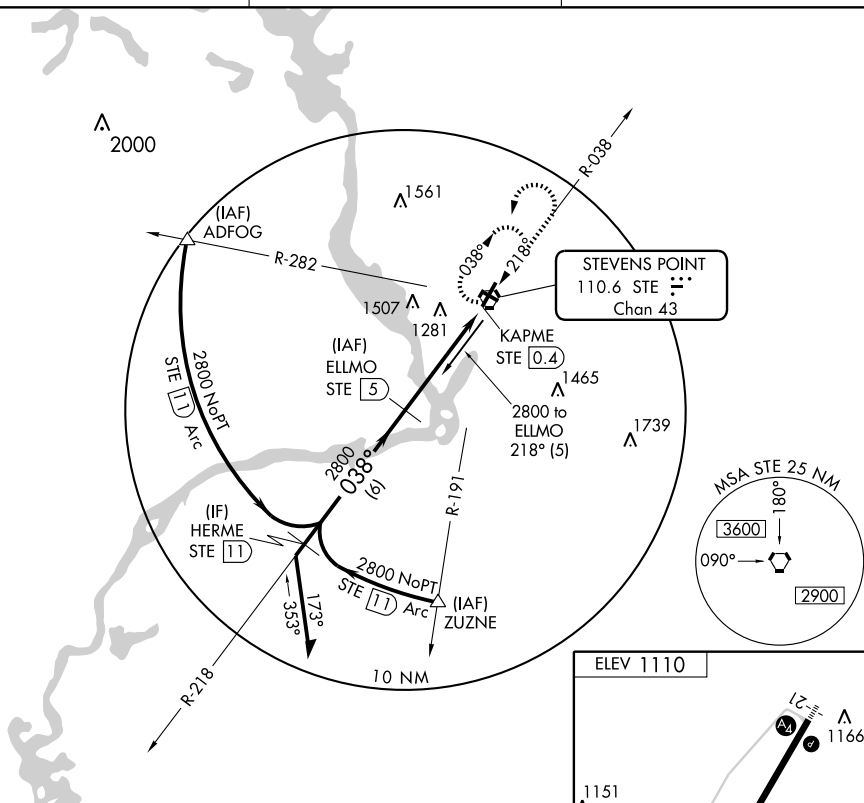 2000
1561
R-038
(IAF)
ADFOG
R-282
038°
218°
STEVENS POINT
110.6 STE
Chan 43
1507
1281
KAPME
STE 0.4
(IAF)
ELLMO
STE 5
1465
2800 NoPT
STE 11 Arc
2800 to
ELLMO
218° (5)
1739
2800
038°
(6)
R-191
MSA STE 25 NM
180°
3600
090°
2900
(IF)
HERME
STE 11
2800 NoPT
STE 11 Arc
(IAF)
ZUZNE
353°
173°
R-218
10 NM
ELEV 1110
-21
A4
P
1166
1151